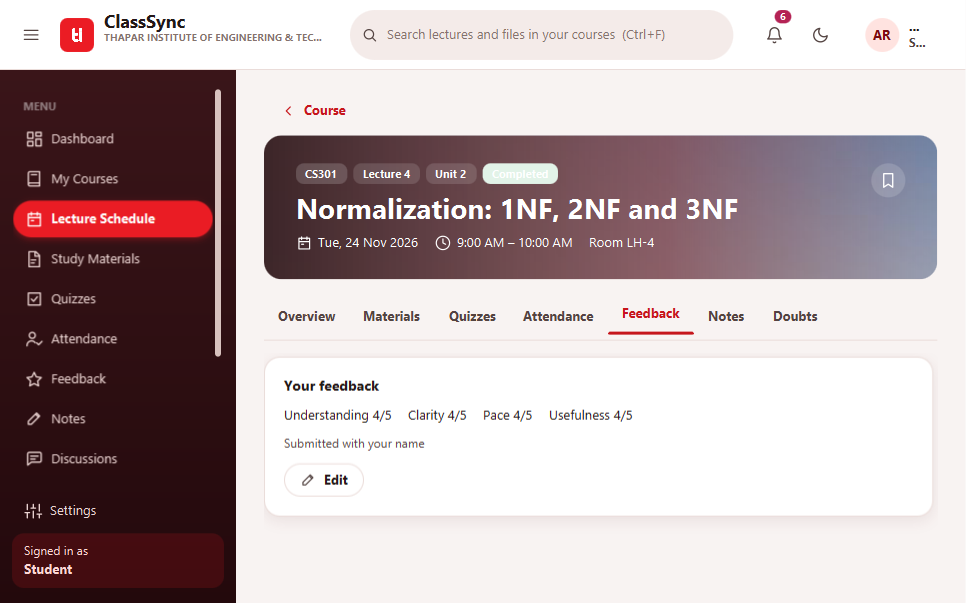 ClassSync
THAPAR INSTITUTE OF ENGINEERING & TEC...
Search lectures and files in your courses (Ctrl+F)
6
AR
...
S...
MENU
Dashboard
My Courses
Lecture Schedule
Study Materials
Quizzes
Attendance
Feedback
Notes
Discussions
Settings
Signed in as
Student
Course
CS301 Lecture 4 Unit 2 Completed
Normalization: 1NF, 2NF and 3NF
Tue, 24 Nov 2026 9:00 AM – 10:00 AM Room LH-4
Overview Materials Quizzes Attendance Feedback Notes Doubts
Your feedback
Understanding 4/5 Clarity 4/5 Pace 4/5 Usefulness 4/5
Submitted with your name
Edit